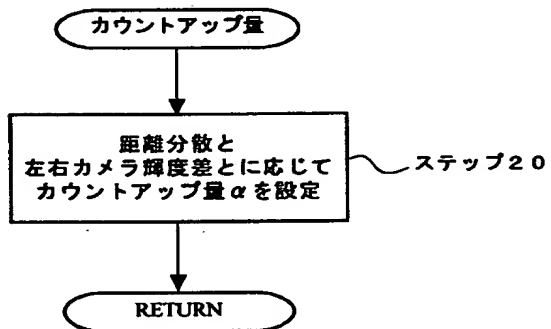 カウントアップ量
距離分散と
左右カメラ輝度差とに応じて
カウントアップ量αを設定
ステップ20
RETURN